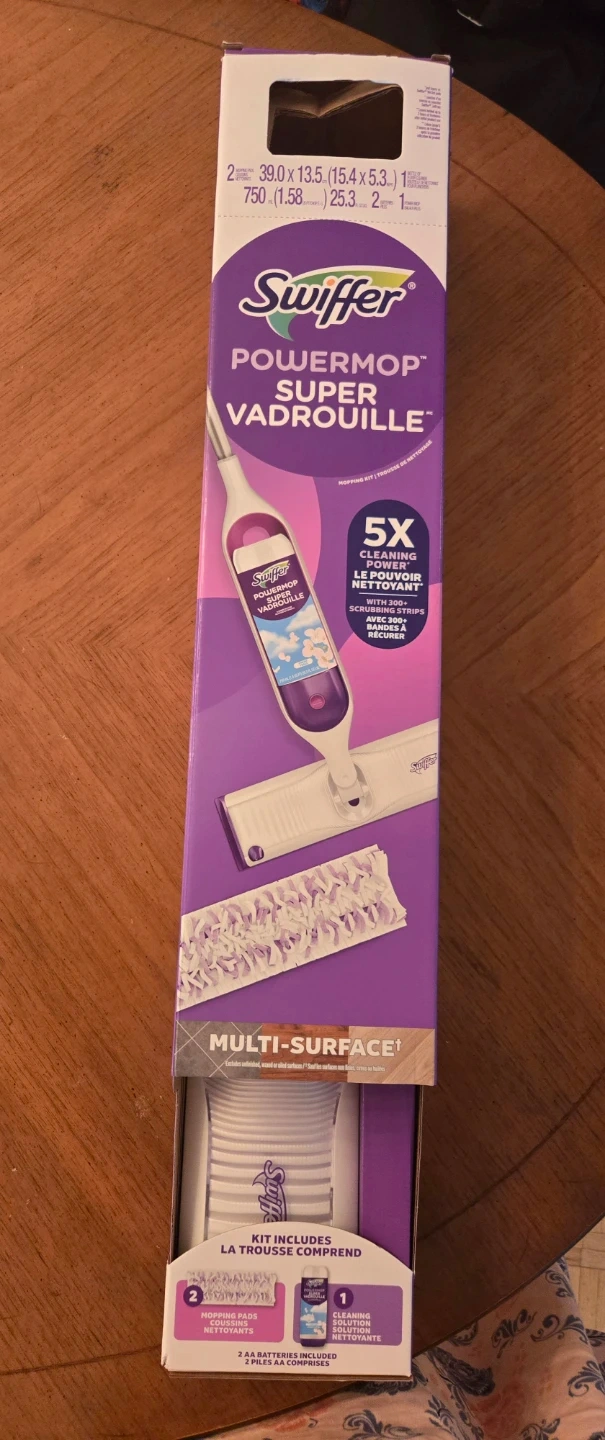 2 39.0 x 13.5 (15.4 x 5.3) 1
750 (1.58) 25.3 2 1
Swiffer®
POWERMOP™
SUPER
VADROUILLE
MOPPING KIT | TROUSSE DE NETTOYAGE
5X
CLEANING
POWER*
LE POUVOIR
NETTOYANT*
WITH 300+
SCRUBBING STRIPS
AVEC 300+
BANDES À
RÉCURER
Swiffer
POWERMOP
SUPER
VADROUILLE
Swiffer
MULTI-SURFACE†
Swiffer
KIT INCLUDES
LA TROUSSE COMPREND
2
MOPPING PADS
COUSSINS
NETTOYANTS
1
CLEANING
SOLUTION
SOLUTION
NETTOYANTE
2 AA BATTERIES INCLUDED
2 PILES AA COMPRISES